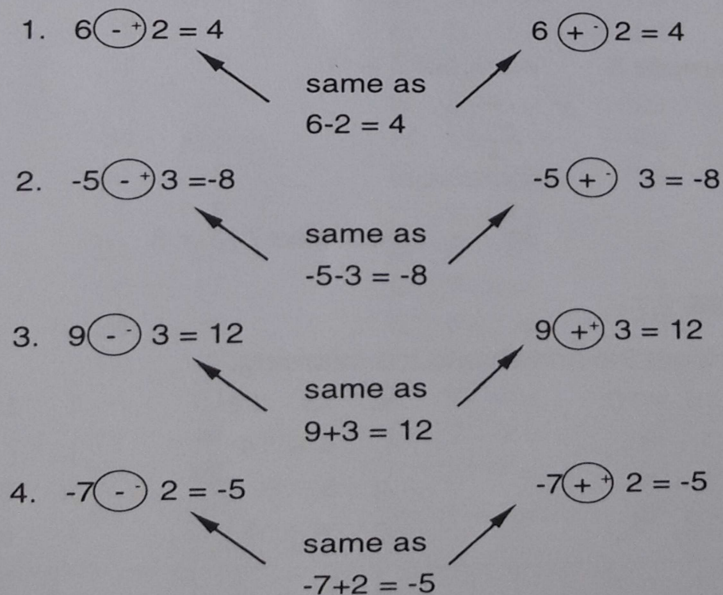 1. 6 - ⁺2 = 4 6 + ⁻2 = 4
same as
6-2 = 4
2. -5 - ⁺3 =-8 -5 + ⁻ 3 = -8
same as
-5-3 = -8
3. 9 - ⁻ 3 = 12 9 +⁺ 3 = 12
same as
9+3 = 12
4. -7 - ⁻ 2 = -5 -7 + ⁺ 2 = -5
same as
-7+2 = -5